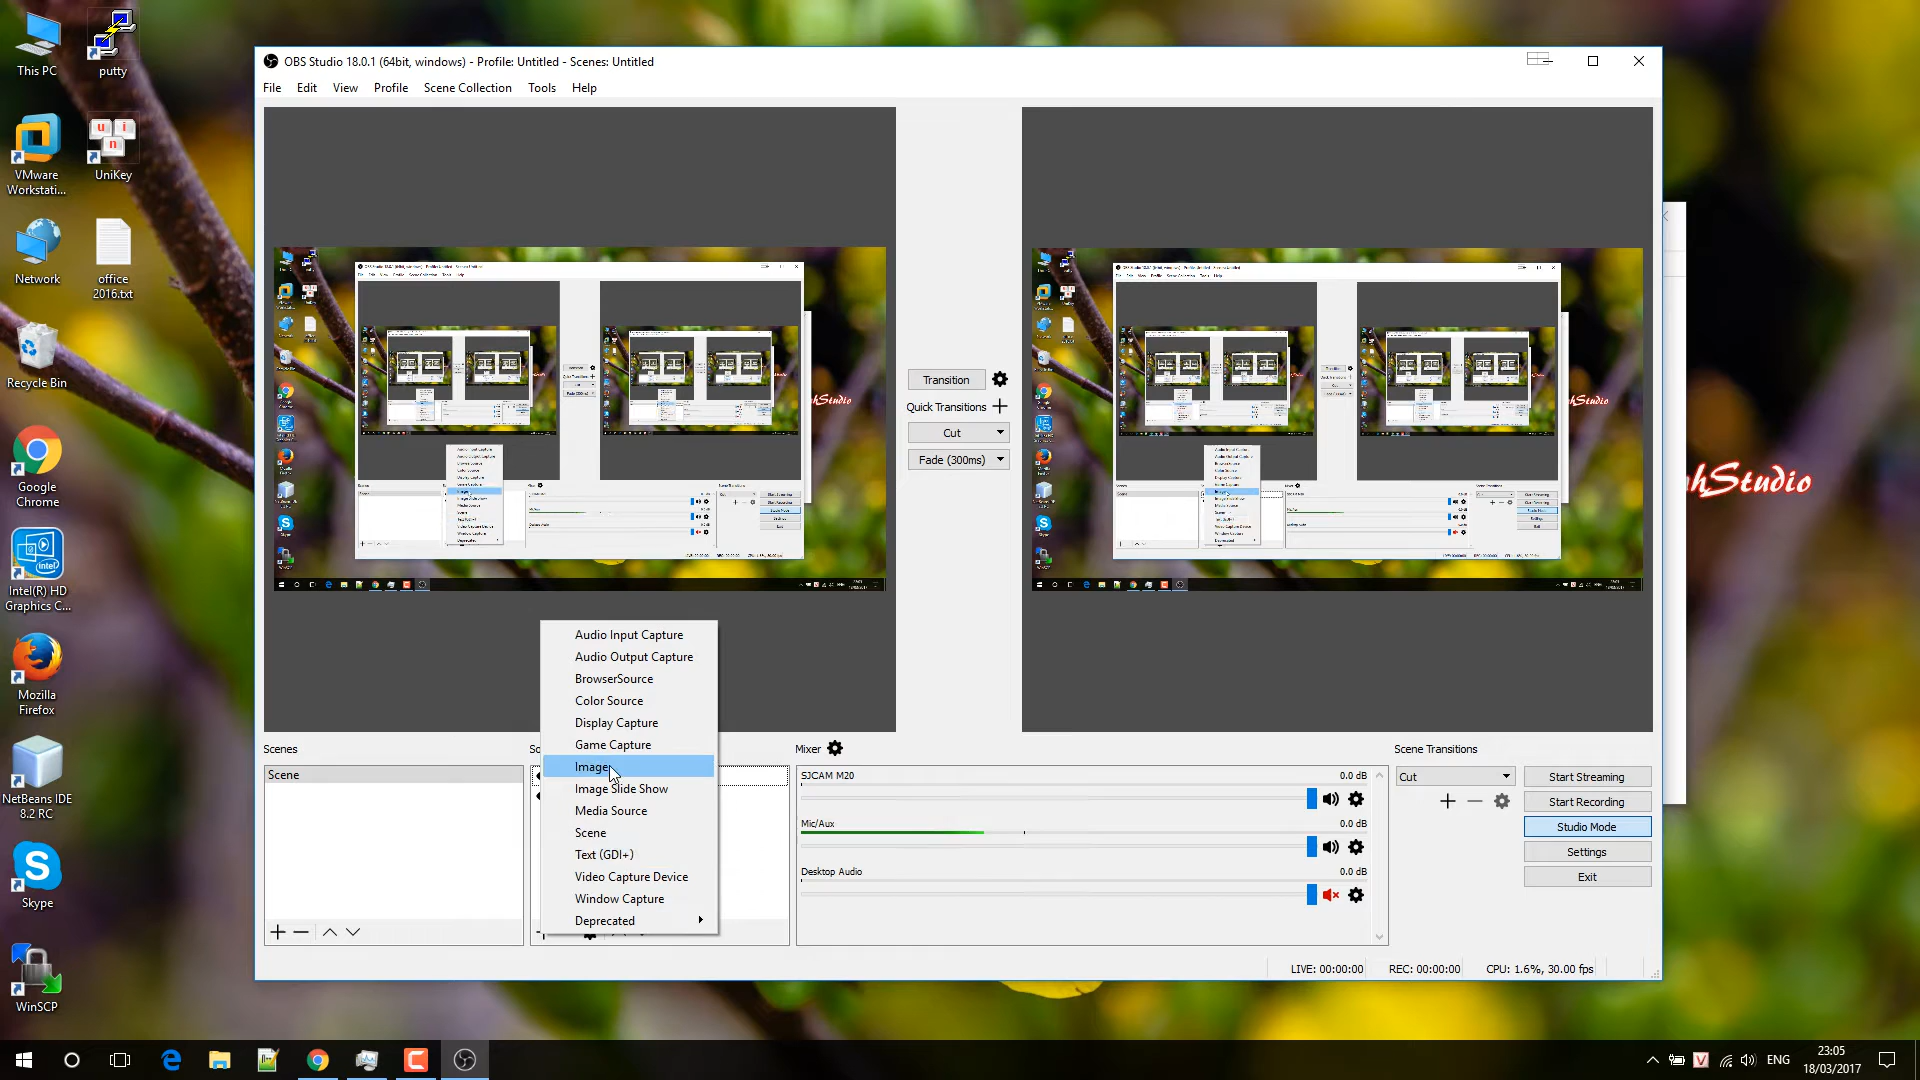 This PC
putty
VMware
Workstati...
UniKey
Network
office
2016.txt
Recycle Bin
Google
Chrome
Intel(R) HD
Graphics C...
Mozilla
Firefox
NetBeans IDE
8.2 RC
Skype
WinSCP
OBS Studio 18.0.1 (64bit, windows) - Profile: Untitled - Scenes: Untitled
File Edit View Profile Scene Collection Tools Help
Transition
Quick Transitions
Cut
Fade (300ms)
hStudio
Audio Input Capture
Audio Output Capture
BrowserSource
Color Source
Display Capture
Game Capture
Image
Image Slide Show
Media Source
Scene
Text (GDI+)
Video Capture Device
Window Capture
Deprecated
Scenes
Scene
So
Mixer
SJCAM M20 0.0 dB
Mic/Aux 0.0 dB
Desktop Audio 0.0 dB
Scene Transitions
Cut
Start Streaming
Start Recording
Studio Mode
Settings
Exit
LIVE: 00:00:00 REC: 00:00:00 CPU: 1.6%, 30.00 fps
ENG
23:05
18/03/2017